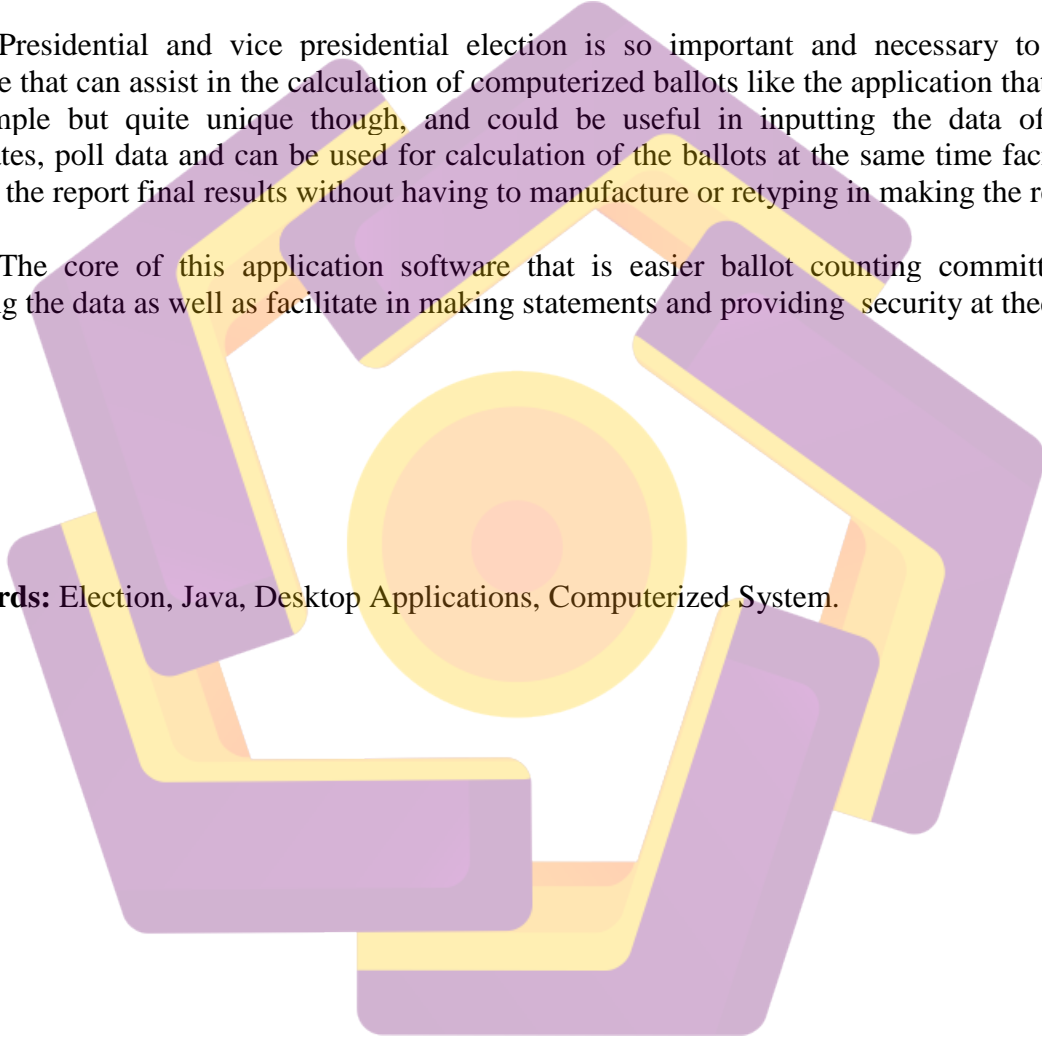 Presidential and vice presidential election is so important and necessary to
e that can assist in the calculation of computerized ballots like the application that
mple but quite unique though, and could be useful in inputting the data of
tes, poll data and can be used for calculation of the ballots at the same time faci
the report final results without having to manufacture or retyping in making the r
The core of this application software that is easier ballot counting committ
g the data as well as facilitate in making statements and providing security at the
rds: Election, Java, Desktop Applications, Computerized System.